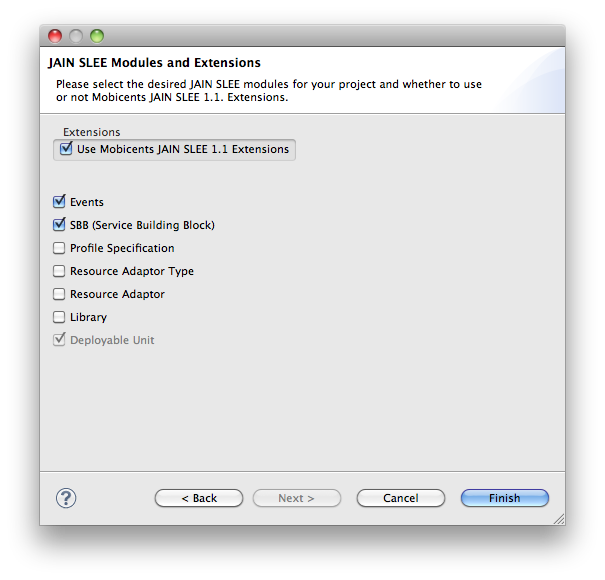 JAIN SLEE Modules and Extensions
Please select the desired JAIN SLEE modules for your project and whether to use
or not Mobicents JAIN SLEE 1.1. Extensions.
Extensions
Use Mobicents JAIN SLEE 1.1 Extensions
Events
SBB (Service Building Block)
Profile Specification
Resource Adaptor Type
Resource Adaptor
Library
Deployable Unit
? < Back Next > Cancel Finish